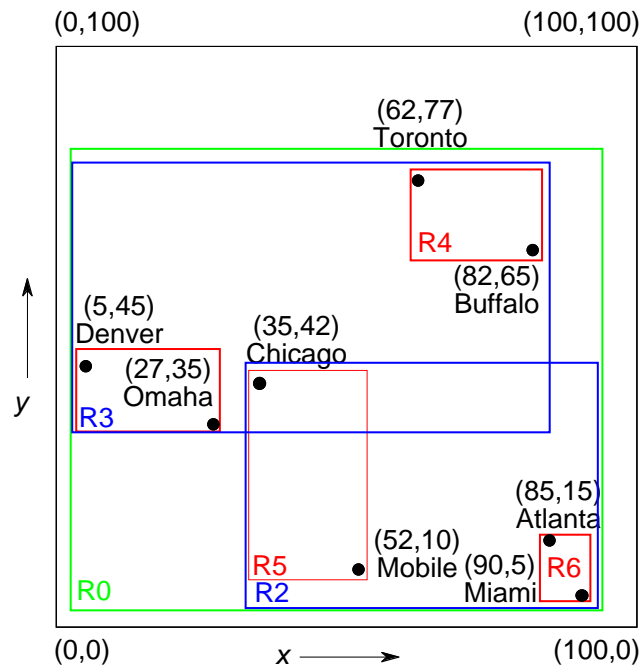 (0,100) (100,100)
(62,77)
Toronto
R4
(82,65)
Buffalo
(5,45)
Denver
(35,42)
Chicago
(27,35)
Omaha
R3
y
(85,15)
Atlanta
(52,10)
Mobile
(90,5)
Miami
R6
R5
R2
R0
(0,0) x (100,0)